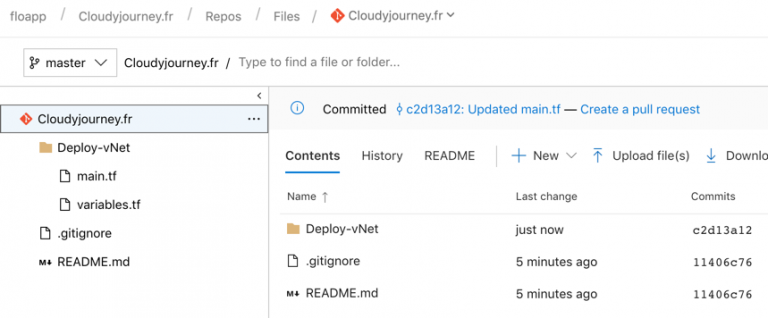 floapp / Cloudyjourney.fr / Repos / Files / Cloudyjourney.fr
master Cloudyjourney.fr / Type to find a file or folder...
Cloudyjourney.fr ...
Deploy-vNet
main.tf
variables.tf
.gitignore
M↓ README.md
Committed c2d13a12: Updated main.tf — Create a pull request
Contents History README New Upload file(s) Downlo
Name ↑ Last change Commits
Deploy-vNet just now c2d13a12
.gitignore 5 minutes ago 11406c76
M↓ README.md 5 minutes ago 11406c76